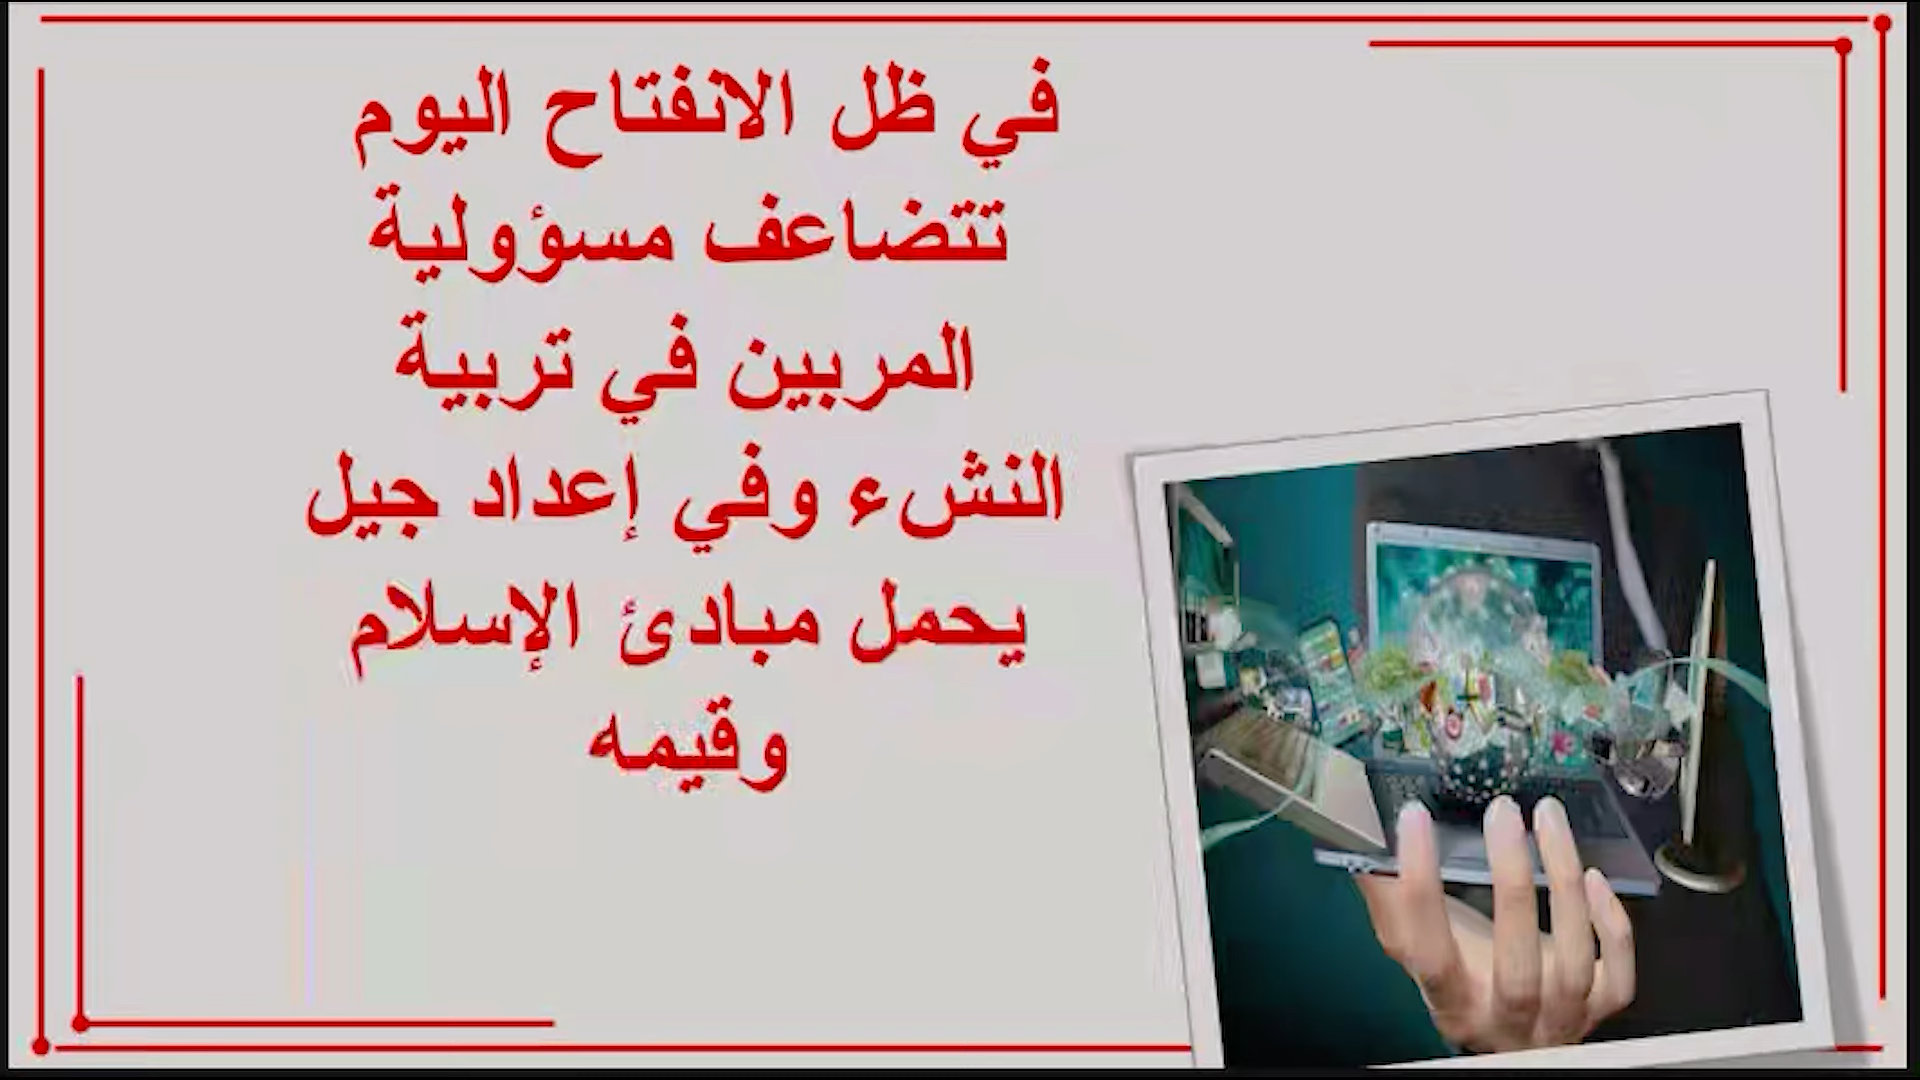 في ظل الانفتاح اليوم
تتضاعف مسؤولية
المربين في تربية
النشء وفي إعداد جيل
يحمل مبادئ الإسلام
وقيمه